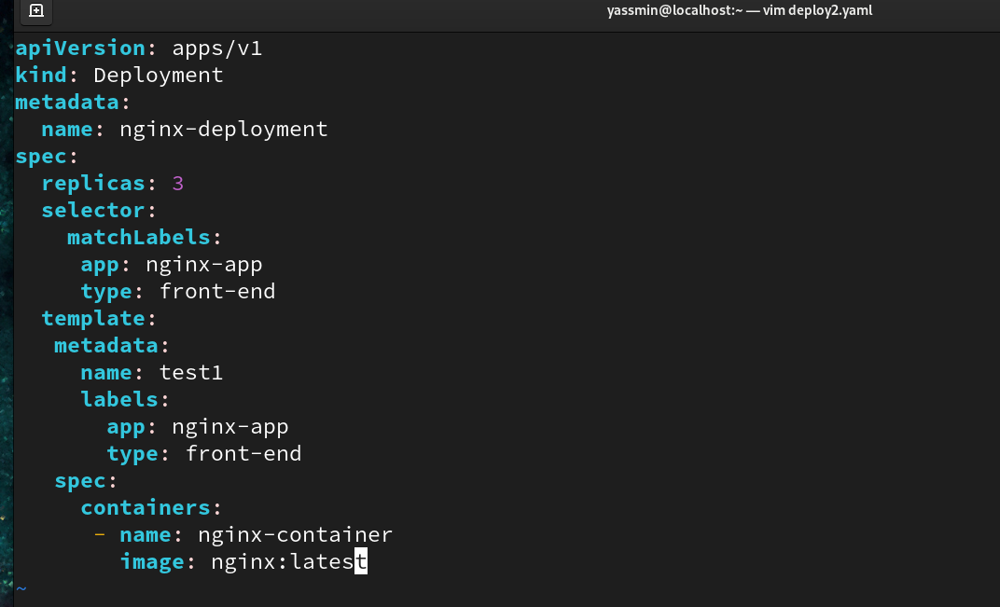 yassmin@localhost:~ — vim deploy2.yaml
apiVersion: apps/v1
kind: Deployment
metadata:
  name: nginx-deployment
spec:
  replicas: 3
  selector:
    matchLabels:
     app: nginx-app
     type: front-end
  template:
   metadata:
     name: test1
     labels:
       app: nginx-app
       type: front-end
   spec:
     containers:
      - name: nginx-container
        image: nginx:latest
~